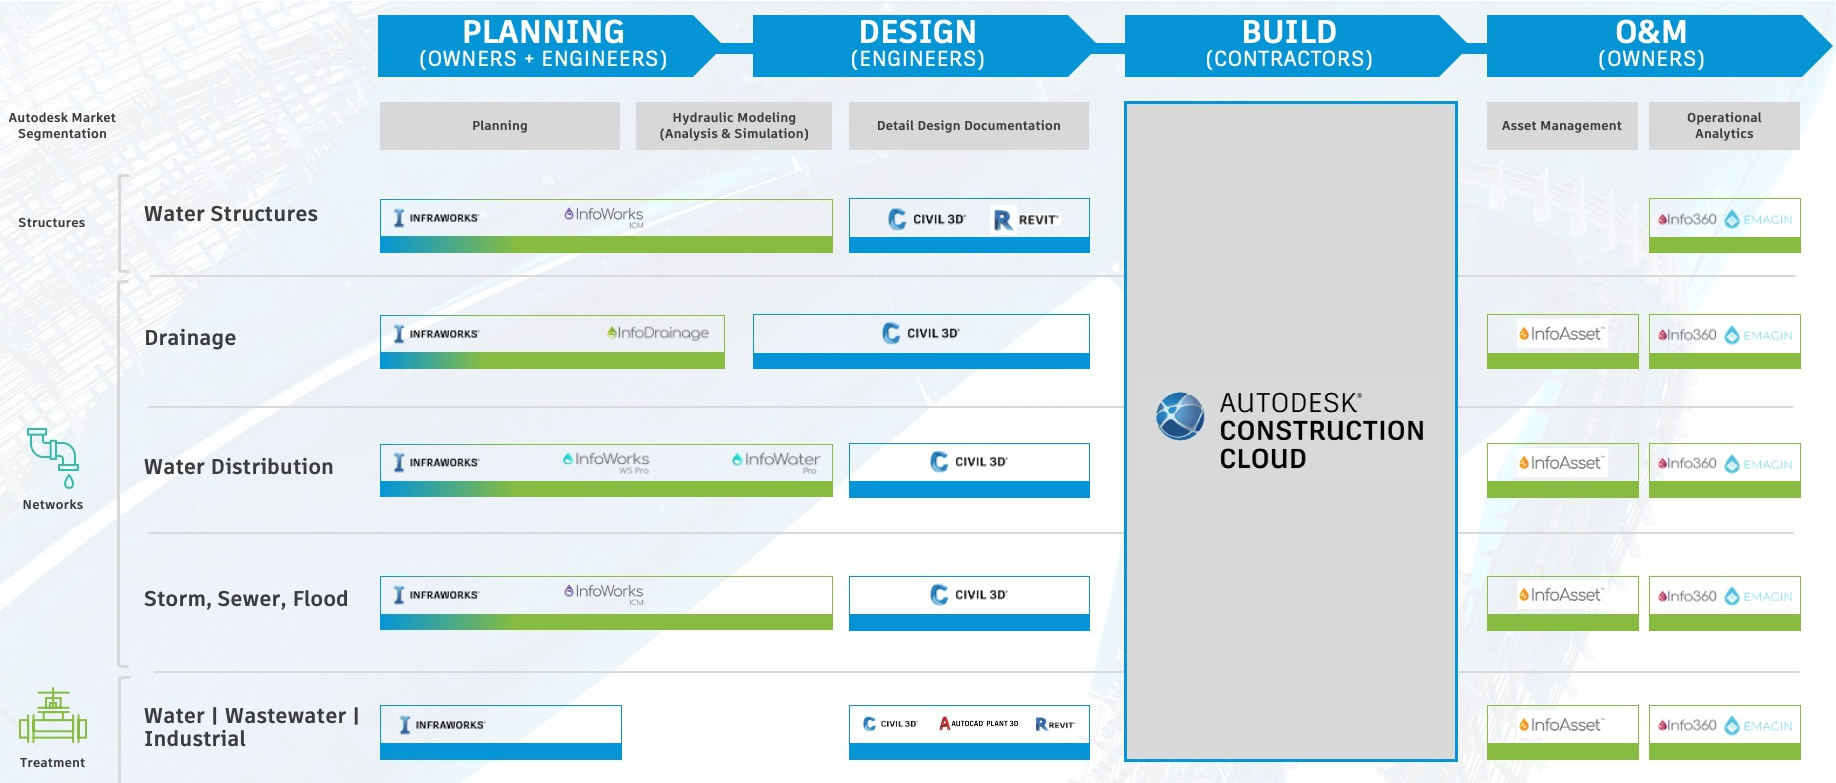 PLANNING
(OWNERS + ENGINEERS)
DESIGN
(ENGINEERS)
BUILD
(CONTRACTORS)
O&M
(OWNERS)
Autodesk Market
Segmentation
Planning
Hydraulic Modeling
(Analysis & Simulation)
Detail Design Documentation
Asset Management
Operational
Analytics
Structures
Water Structures
INFRAWORKS®
InfoWorks
ICM
CIVIL 3D®
REVIT®
Info360
EMAGIN
Drainage
INFRAWORKS®
InfoDrainage
CIVIL 3D®
InfoAsset™
Info360
EMAGIN
AUTODESK®
CONSTRUCTION
CLOUD
Networks
Water Distribution
INFRAWORKS®
InfoWorks
WS Pro
InfoWater
Pro
CIVIL 3D®
InfoAsset™
Info360
EMAGIN
Storm, Sewer, Flood
INFRAWORKS®
InfoWorks
ICM
CIVIL 3D®
InfoAsset™
Info360
EMAGIN
Treatment
Water | Wastewater |
Industrial
INFRAWORKS®
CIVIL 3D®
AUTOCAD® PLANT 3D
REVIT®
InfoAsset™
Info360
EMAGIN